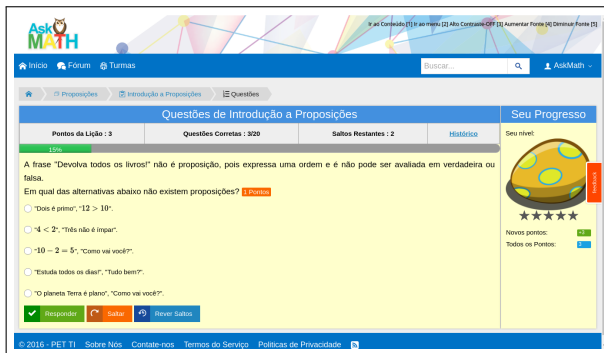 Ask
MATH
Ir ao Conteúdo [1] Ir ao menu [2] Alto Contraste-OFF [3] Aumentar Fonte [4] Diminuir Fonte [5]
Início Fórum Turmas Buscar... AskMath
Proposições Introdução a Proposições Questões
Questões de Introdução a Proposições
Pontos da Lição : 3 Questões Corretas : 3/20 Saltos Restantes : 2 Histórico
15%
A frase "Devolva todos os livros!" não é proposição, pois expressa uma ordem e é não pode ser avaliada em verdadeira ou
falsa.
Em qual das alternativas abaixo não existem proposições? 1 Pontos
"Dois é primo", "12 > 10".
"4 < 2", "Três não é ímpar".
"10 − 2 = 5", "Como vai você?".
"Estuda todos os dias!", "Tudo bem?".
"O planeta Terra é plano", "Como vai você?".
Responder Saltar Rever Saltos
Seu Progresso
Seu nível:
Novos pontos: +3
Todos os Pontos: 3
feedback
© 2016 - PET TI Sobre Nós Contate-nos Termos do Serviço Políticas de Privacidade